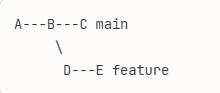 A---B---C main
     \
      D---E feature